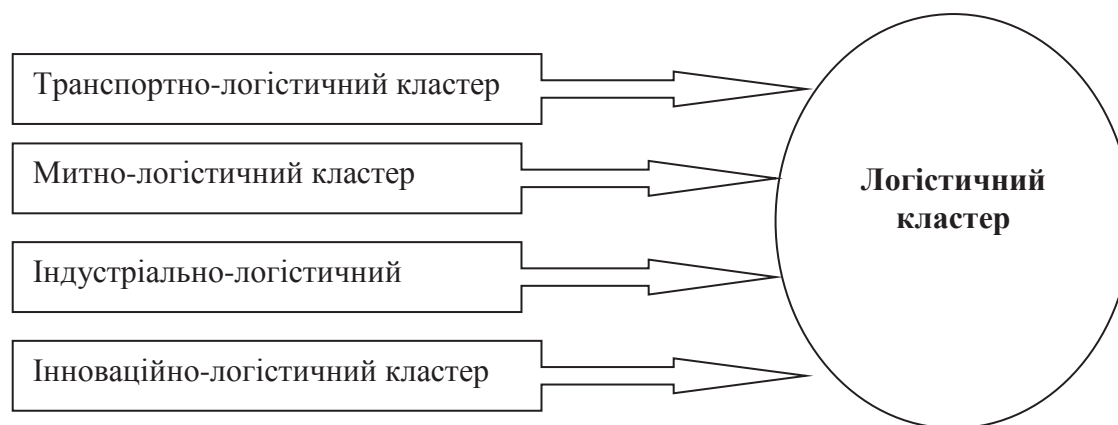 Транспортно-логістичний кластер
Митно-логістичний кластер
Логістичний
кластер
Індустріально-логістичний
Інноваційно-логістичний кластер